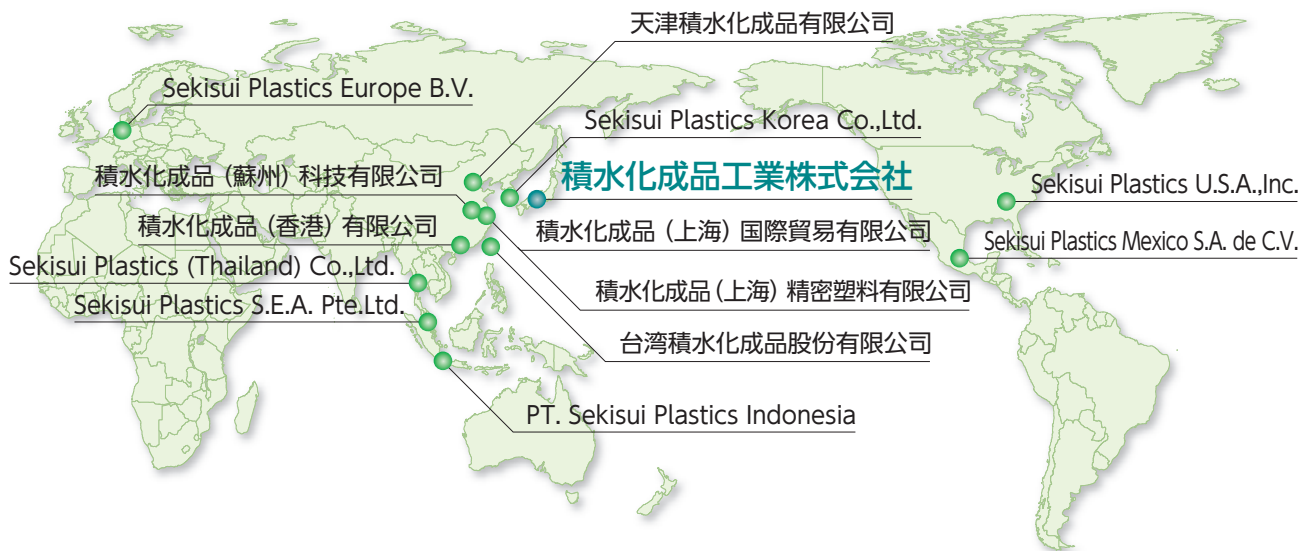 天津積水化成品有限公司
Sekisui Plastics Europe B.V.
Sekisui Plastics Korea Co.,Ltd.
積水化成品（蘇州）科技有限公司
積水化成品工業株式会社
Sekisui Plastics U.S.A.,Inc.
積水化成品（香港）有限公司
積水化成品（上海）国際貿易有限公司
Sekisui Plastics Mexico S.A. de C.V.
Sekisui Plastics (Thailand) Co.,Ltd.
積水化成品（上海）精密塑料有限公司
Sekisui Plastics S.E.A. Pte.Ltd.
台湾積水化成品股份有限公司
PT. Sekisui Plastics Indonesia